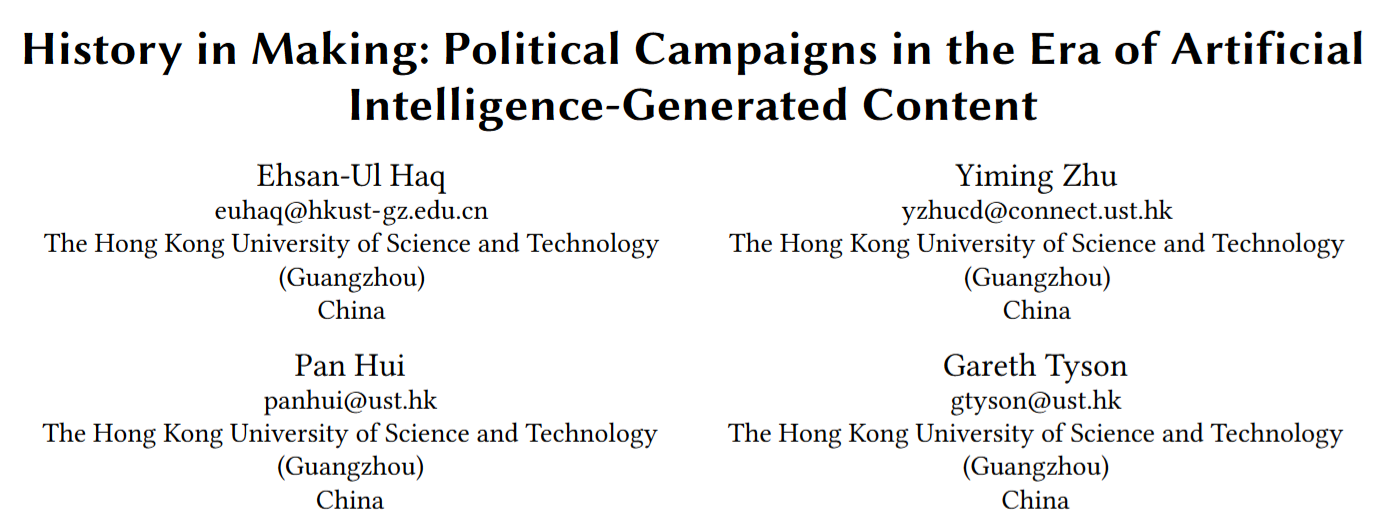 History in Making: Political Campaigns in the Era of Artificial
Intelligence-Generated Content
Ehsan-Ul Haq
euhaq@hkust-gz.edu.cn
The Hong Kong University of Science and Technology
(Guangzhou)
China
Yiming Zhu
yzhucd@connect.ust.hk
The Hong Kong University of Science and Technology
(Guangzhou)
China
Pan Hui
panhui@ust.hk
The Hong Kong University of Science and Technology
(Guangzhou)
China
Gareth Tyson
gtyson@ust.hk
The Hong Kong University of Science and Technology
(Guangzhou)
China